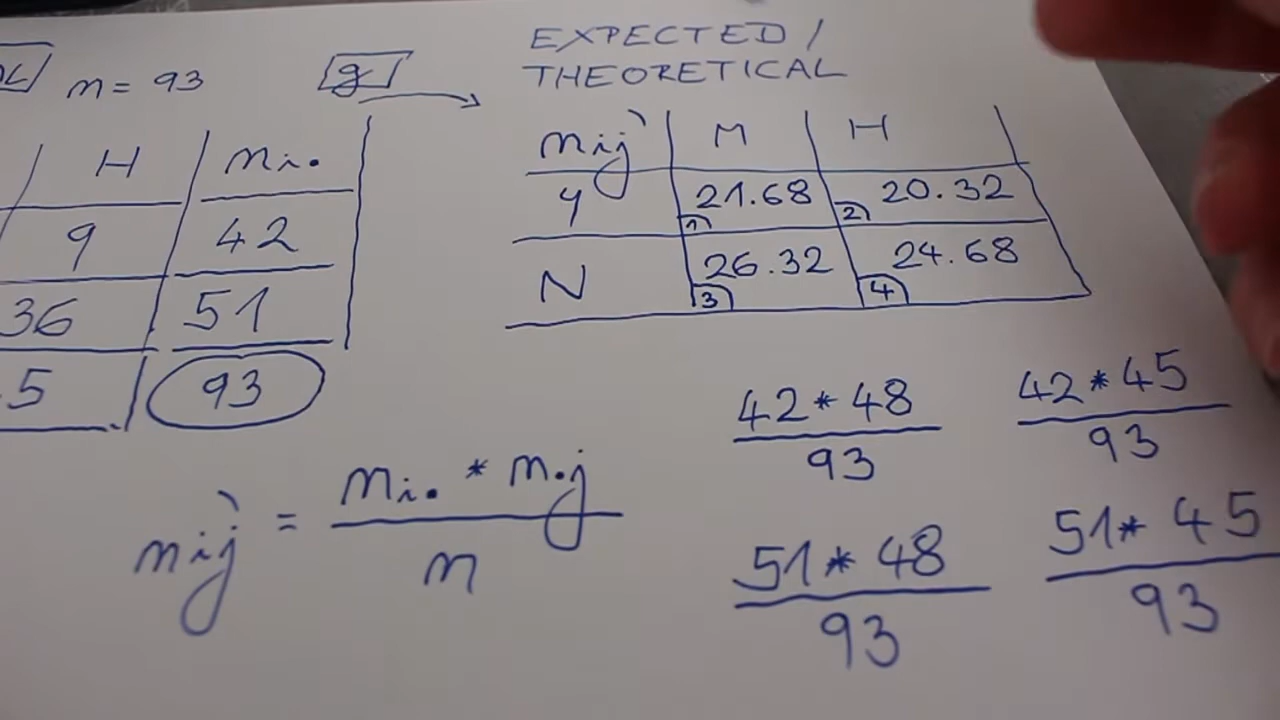 n = 93
g
EXPECTED /
THEORETICAL
H ni.
9 42
36 51
5 93
nij` M H
Y 21.68 20.32
1 2
N 26.32 24.68
3 4
nij` = ni. * n.j / n
42 * 48 / 93
42 * 45 / 93
51 * 48 / 93
51 * 45 / 93